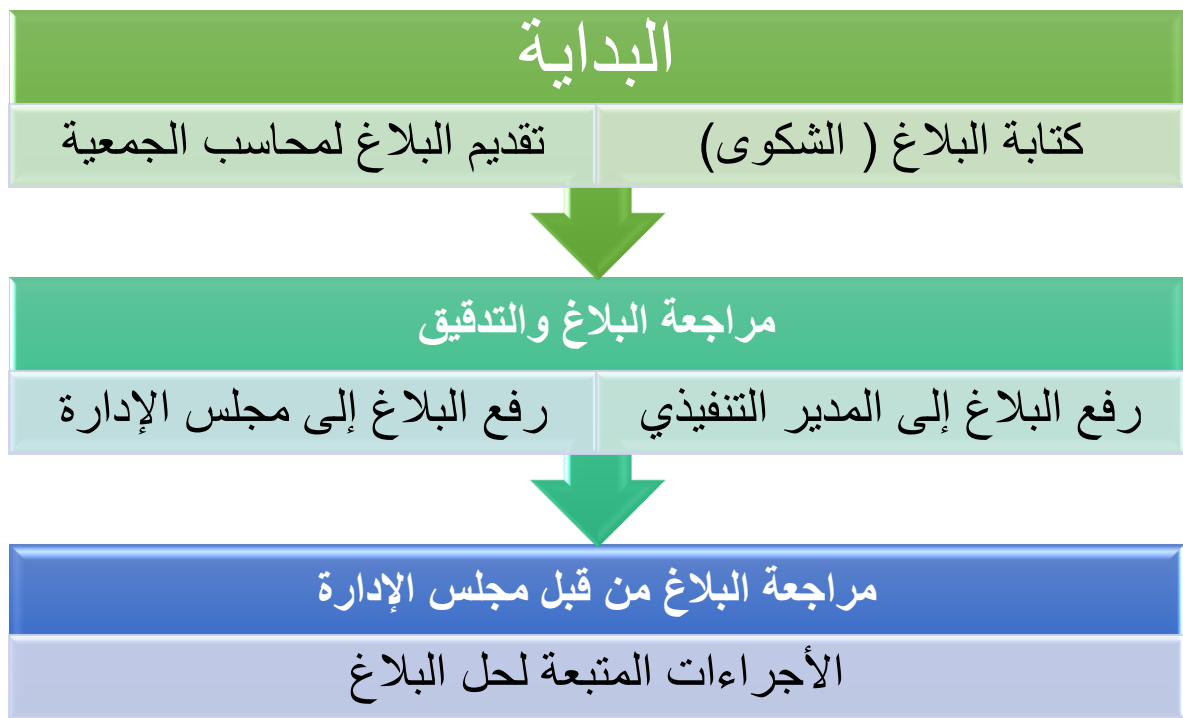 البداية
كتابة البلاغ ( الشكوى)
تقديم البلاغ لمحاسب الجمعية
مراجعة البلاغ والتدقيق
رفع البلاغ إلى المدير التنفيذي
رفع البلاغ إلى مجلس الإدارة
مراجعة البلاغ من قبل مجلس الإدارة
الأجراءات المتبعة لحل البلاغ